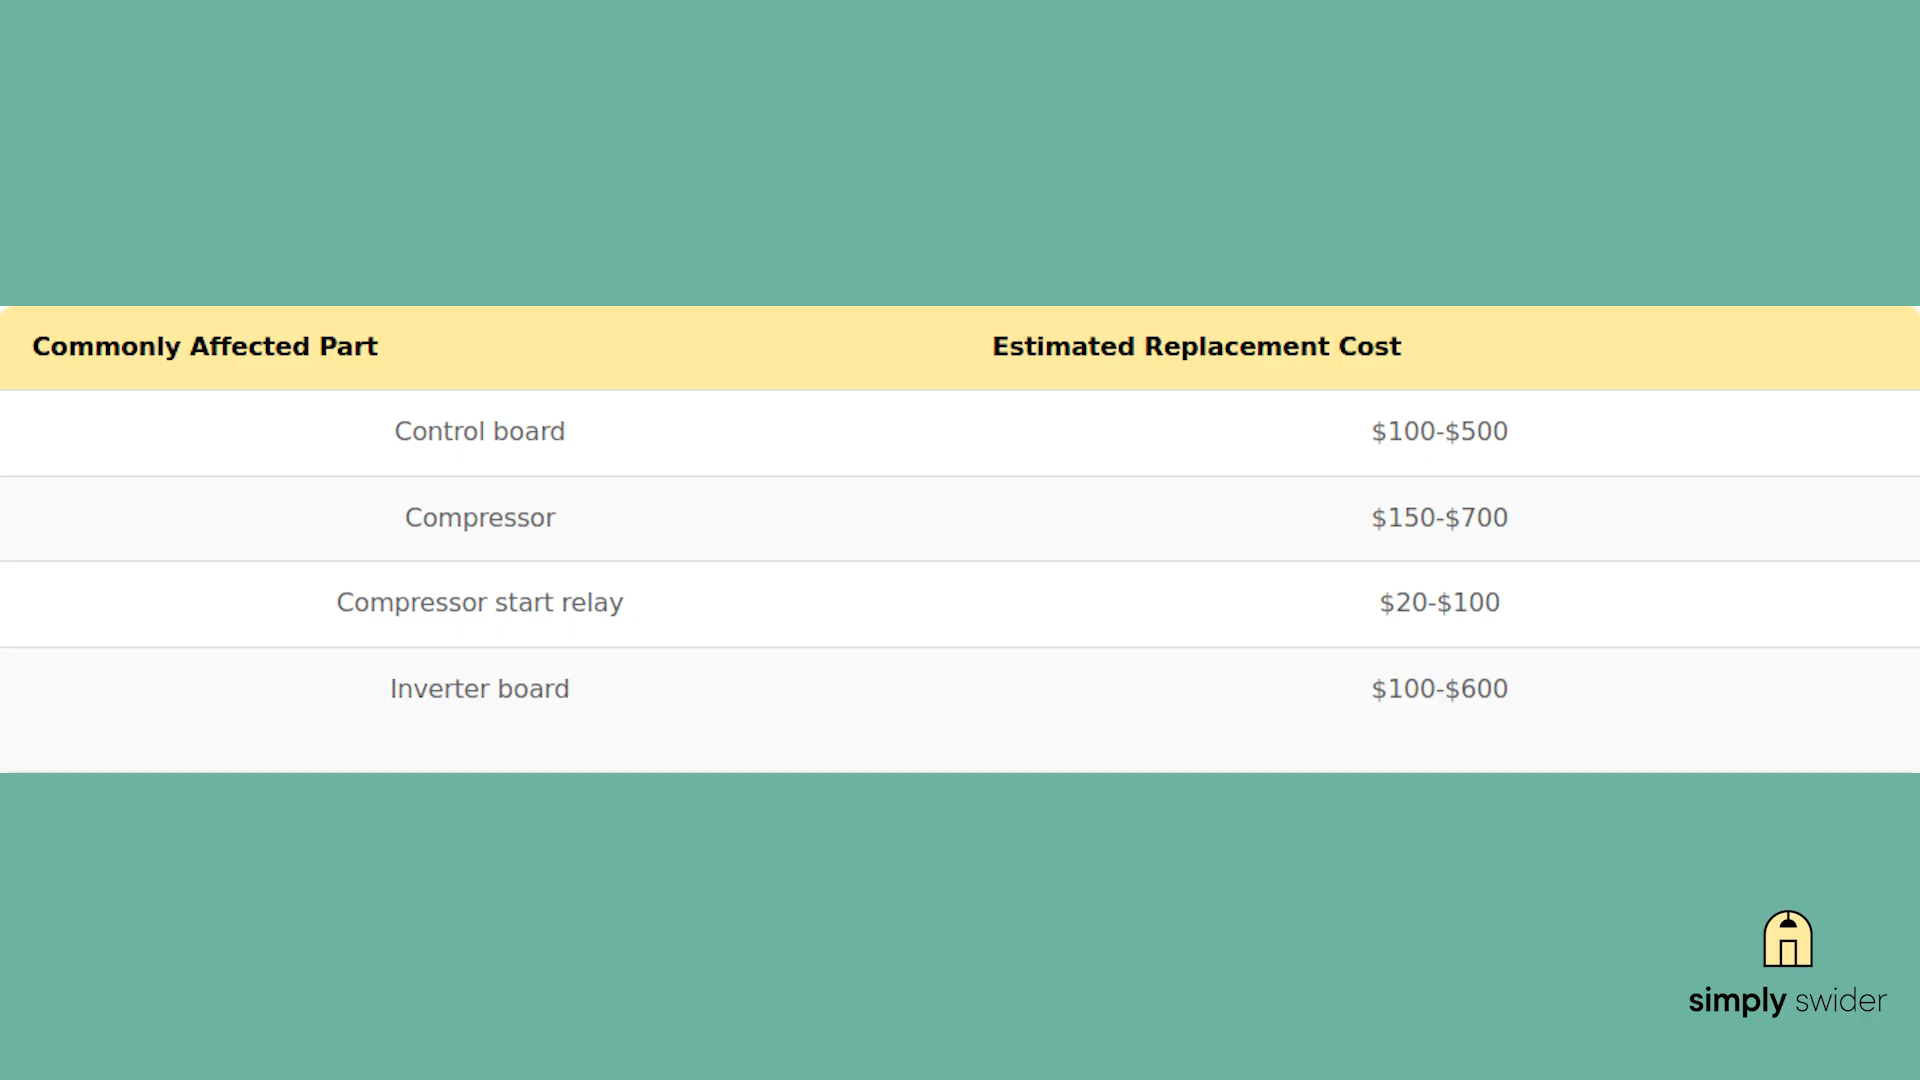 Commonly Affected Part Estimated Replacement Cost
Control board $100-$500
Compressor $150-$700
Compressor start relay $20-$100
Inverter board $100-$600
simply swider